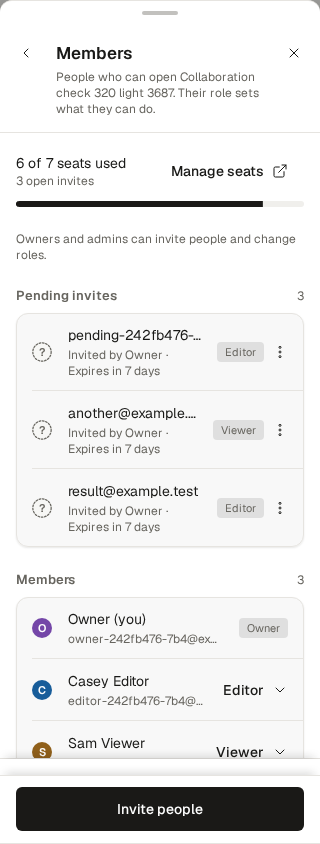 Members
People who can open Collaboration
check 320 light 3687. Their role sets
what they can do.
6 of 7 seats used
3 open invites
Manage seats
Owners and admins can invite people and change
roles.
Pending invites
3
?
pending-242fb476-...
Invited by Owner ·
Expires in 7 days
Editor
?
another@example....
Invited by Owner ·
Expires in 7 days
Viewer
?
result@example.test
Invited by Owner ·
Expires in 7 days
Editor
Members
3
O
Owner (you)
owner-242fb476-7b4@ex...
Owner
C
Casey Editor
editor-242fb476-7b4@...
Editor
S
Sam Viewer
Viewer
Invite people